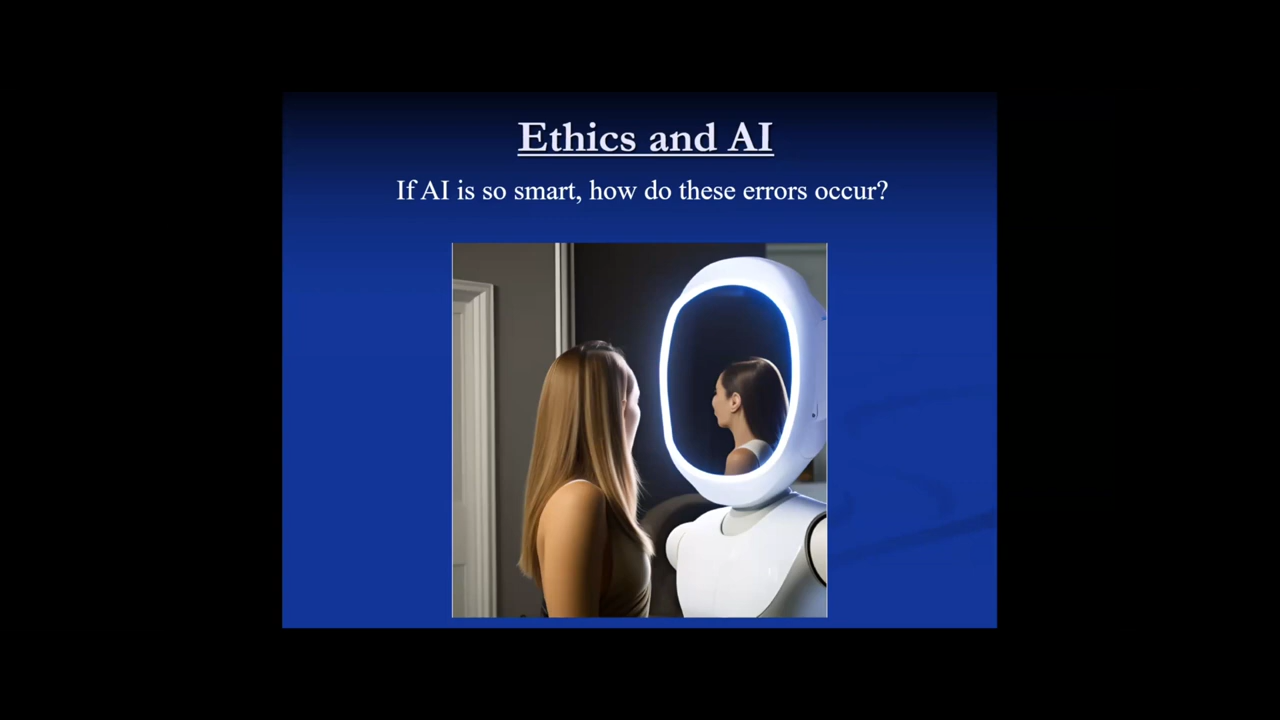 Ethics and AI
If AI is so smart, how do these errors occur?